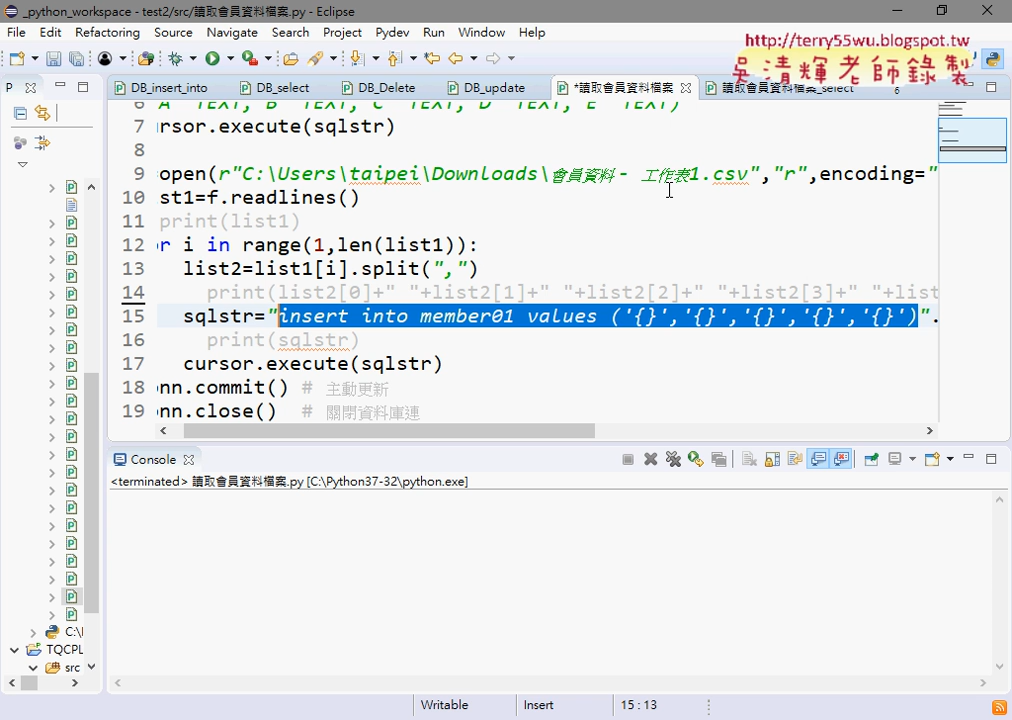 _python_workspace - test2/src/讀取會員資料檔案.py - Eclipse
File Edit Refactoring Source Navigate Search Project Pydev Run Window Help
http://terry55wu.blogspot.tw
吳清輝老師錄製
P DB_insert_into DB_select DB_Delete DB_update *讀取會員資料檔案 讀取會員資料檔案_select 6
6 A TEXT, B TEXT, C TEXT, D TEXT, E TEXT)
7 rsor.execute(sqlstr)
8
9 open(r"C:\Users\taipei\Downloads\會員資料 - 工作表1.csv","r",encoding="
10 st1=f.readlines()
11 print(list1)
12 r i in range(1,len(list1)):
13 list2=list1[i].split(",")
14 print(list2[0]+" "+list2[1]+" "+list2[2]+" "+list2[3]+" "+list
15 sqlstr="insert into member01 values ('{}','{}','{}','{}','{}')".
16 print(sqlstr)
17 cursor.execute(sqlstr)
18 nn.commit() # 主動更新
19 nn.close() # 關閉資料庫連
C:\
TQCPL
src
Console
<terminated> 讀取會員資料檔案.py [C:\Python37-32\python.exe]
Writable Insert 15 : 13